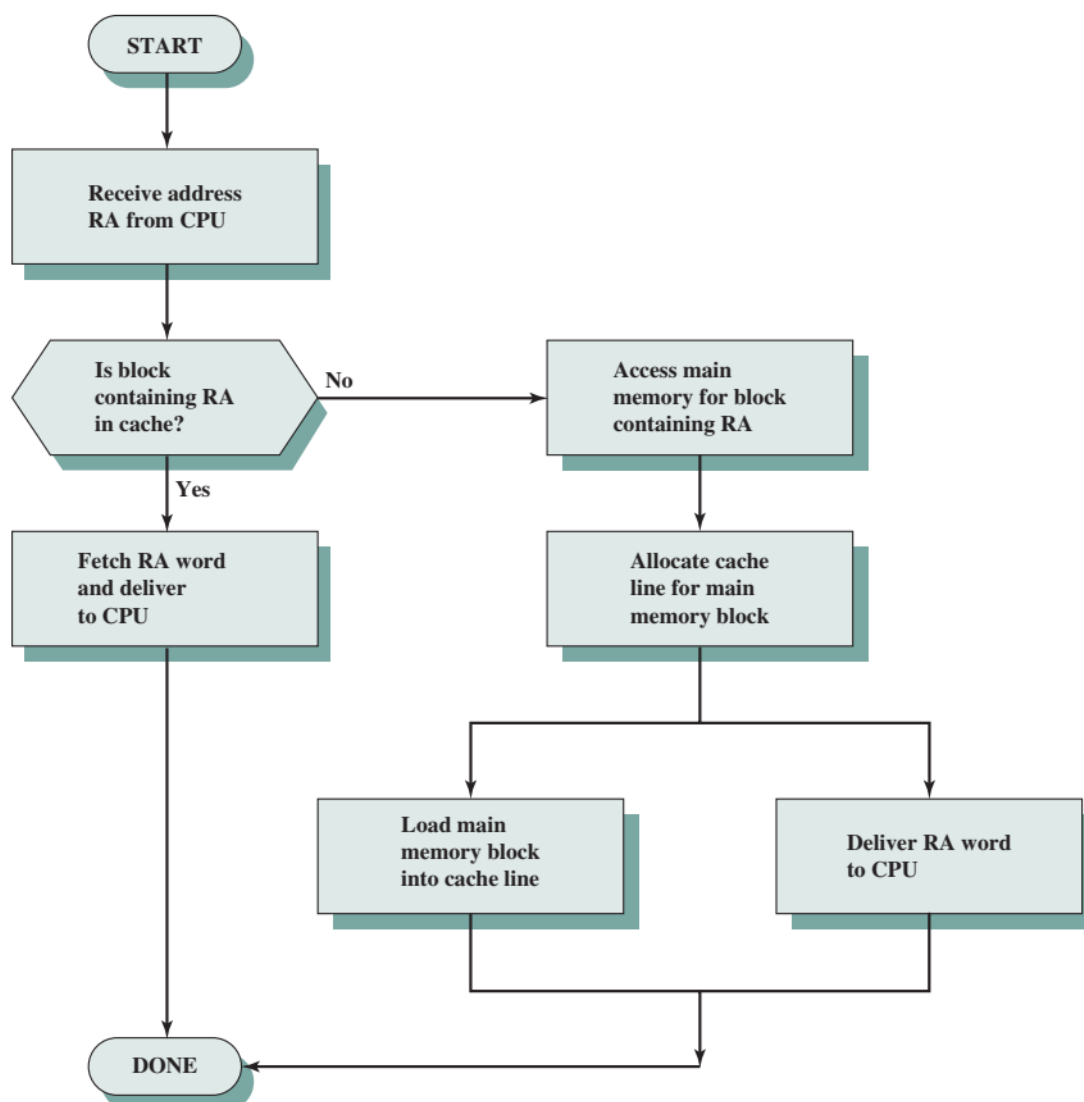 START
Receive address
RA from CPU
Is block
containing RA
in cache?
No
Access main
memory for block
containing RA
Yes
Fetch RA word
and deliver
to CPU
Allocate cache
line for main
memory block
Load main
memory block
into cache line
Deliver RA word
to CPU
DONE